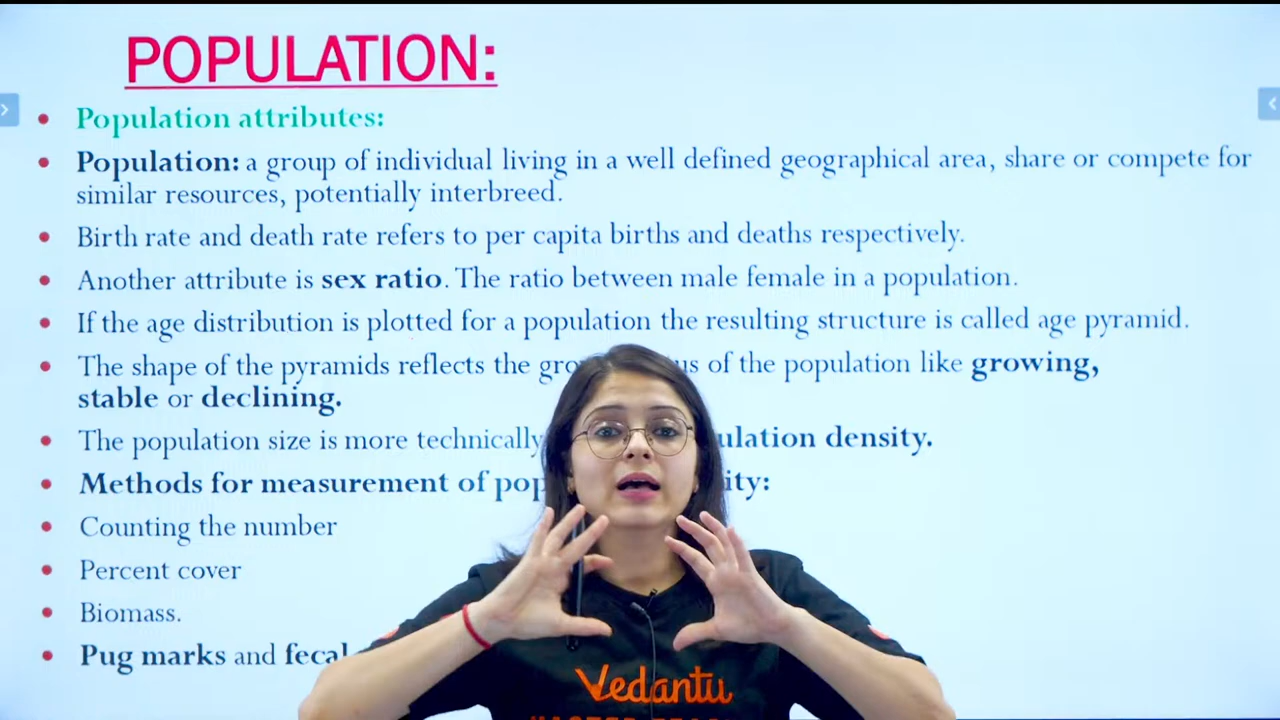 POPULATION:
Population attributes:
Population: a group of individual living in a well defined geographical area, share or compete for
similar resources, potentially interbreed.
Birth rate and death rate refers to per capita births and deaths respectively.
Another attribute is sex ratio. The ratio between male female in a population.
If the age distribution is plotted for a population the resulting structure is called age pyramid.
The shape of the pyramids reflects the of the population like growing,
stable or declining.
The population size is more technically density.
Methods for measurement of
Counting the number
Percent cover
Biomass.
Pug marks and fecal
Vedantu